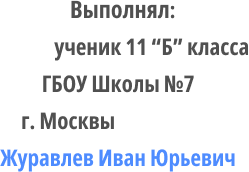 Выполнял:
ученик 11 “Б” класса
ГБОУ Школы №7
г. Москвы
Журавлев Иван Юрьевич